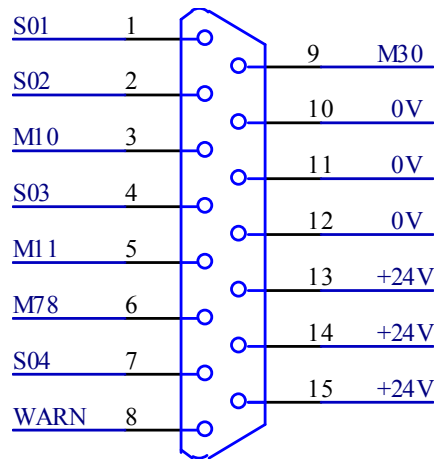 S01 1
9 M30
S02 2
10 0V
M10 3
11 0V
S03 4
12 0V
M11 5
13 +24V
M78 6
14 +24V
S04 7
15 +24V
WARN 8